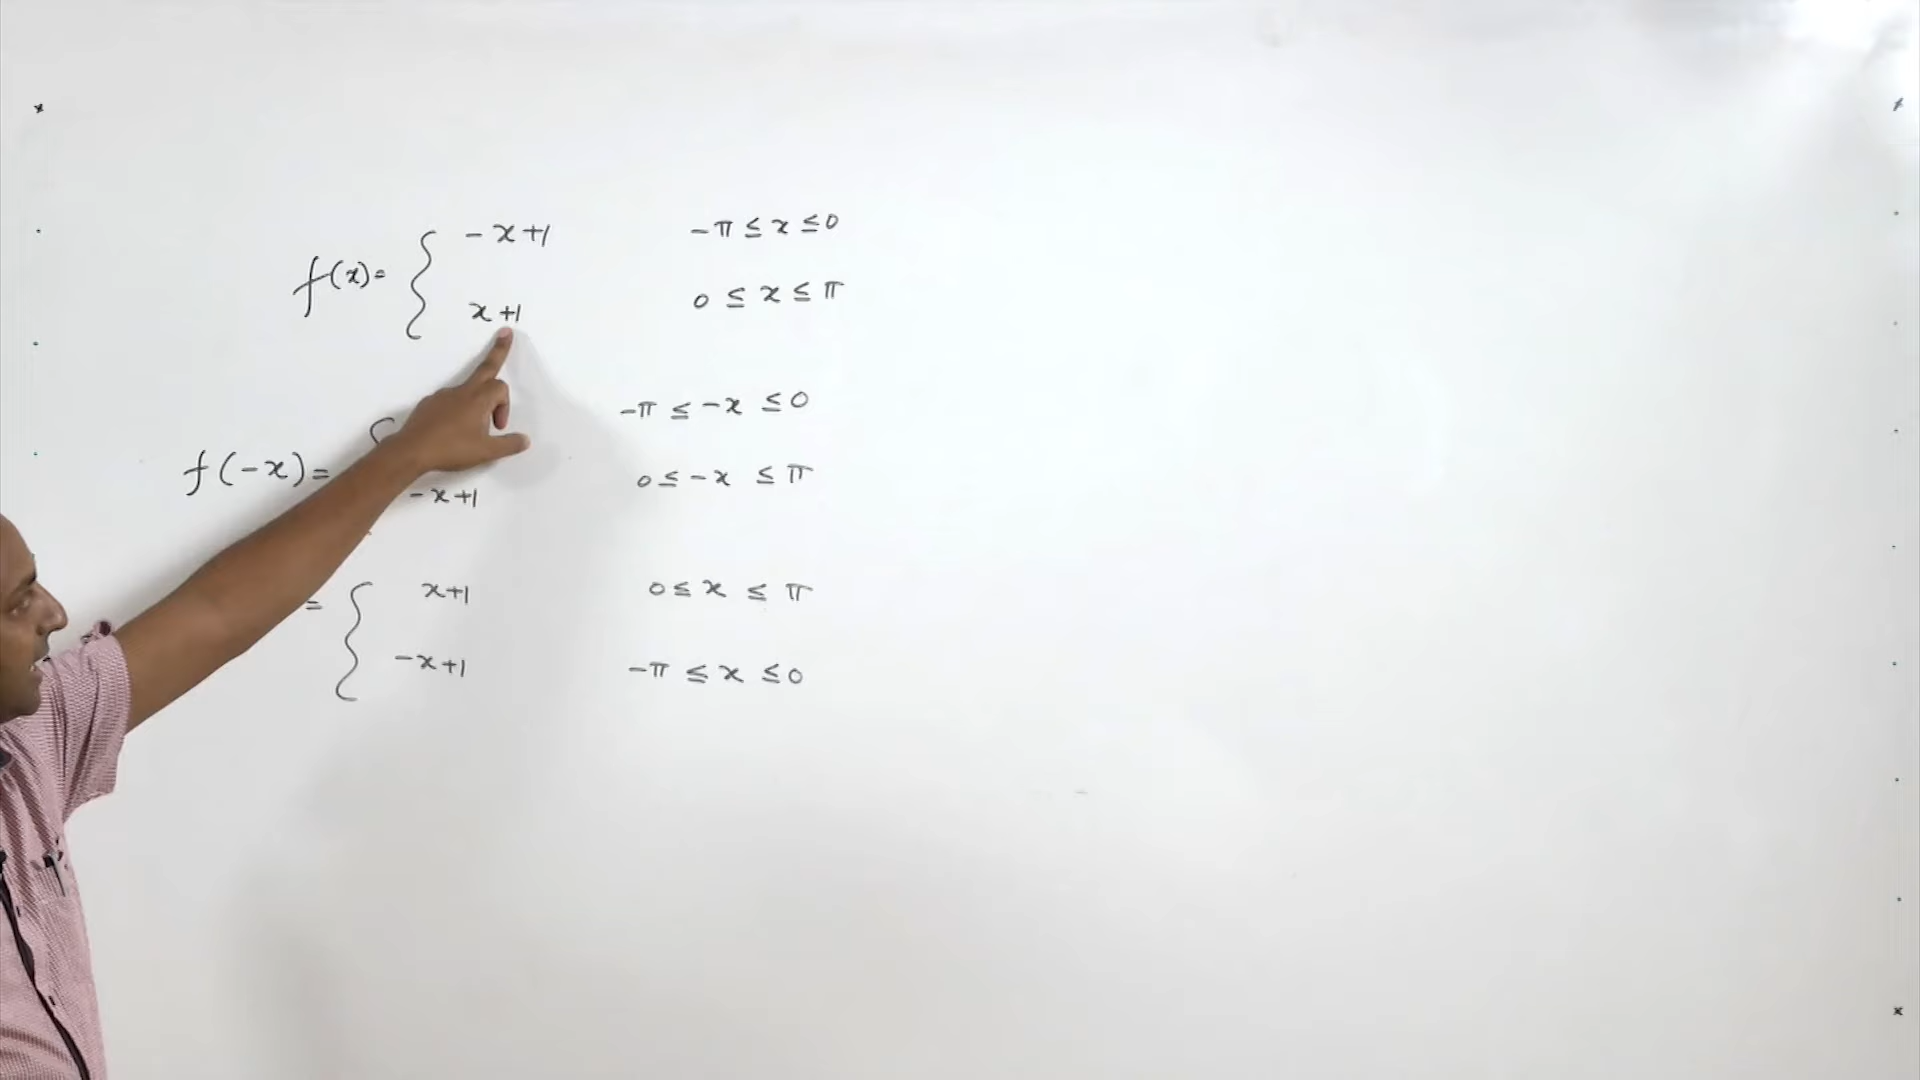 f(x) = { -x+1    -π ≤ x ≤ 0
x+1    0 ≤ x ≤ π
-π ≤ -x ≤ 0
f(-x) = { -x+1    0 ≤ -x ≤ π
= { x+1    0 ≤ x ≤ π
-x+1    -π ≤ x ≤ 0